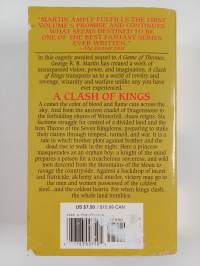 "MARTIN AMPLY FULFILLS THE FIRST
VOLUME'S PROMISE AND CONTINUES
WHAT SEEMS DESTINED TO BE
ONE OF THE BEST FANTASY SERIES
EVER WRITTEN."
—The Denver Post
In this eagerly awaited sequel to A Game of Thrones,
George R. R. Martin has created a work of
unsurpassed vision, power, and imagination. A Clash
of Kings transports us to a world of revelry and
revenge, wizardry and warfare unlike any you have
ever experienced.
A CLASH OF KINGS
A comet the color of blood and flame cuts across the
sky. And from the ancient citadel of Dragonstone to
the forbidding shores of Winterfell, chaos reigns. Six
factions struggle for control of a divided land and the
Iron Throne of the Seven Kingdoms, preparing to stake
their claims through tempest, turmoil, and war. It is a
tale in which brother plots against brother and the
dead rise to walk in the night. Here a princess
masquerades as an orphan boy; a knight of the mind
prepares a poison for a treacherous sorceress, and wild
men descend from the Mountains of the Moon to
ravage the countryside. Against a backdrop of incest
and fratricide, alchemy and murder, victory may go to
the men and women possessed of the coldest
steel...and the coldest hearts. For when kings clash,
the whole land trembles.
US $7.50 / $10.99 CAN